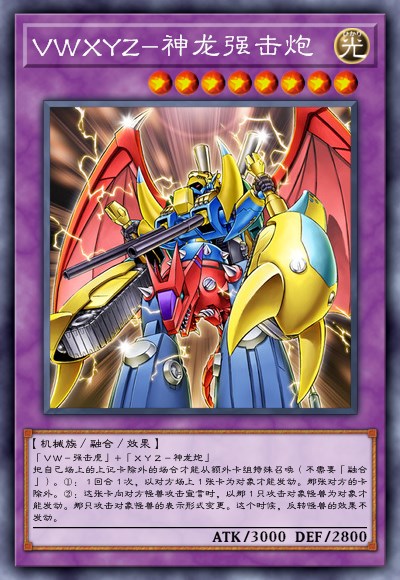 VWXYZ-神龙强击炮
光
ひかり
【机械族/融合/效果】
「VW-强击虎」+「XYZ-神龙炮」
把自己场上的上记卡除外的场合才能从额外卡组特殊召唤(不需要「融合
」)。①:1回合1次,以对方场上1张卡为对象才能发动。那张对方的卡
除外。②:这张卡向对方怪兽攻击宣言时,以那1只攻击对象怪兽为对象才
能发动。那只攻击对象怪兽的表示形式变更。这个时候,反转怪兽的效果不
发动。
ATK/3000 DEF/2800